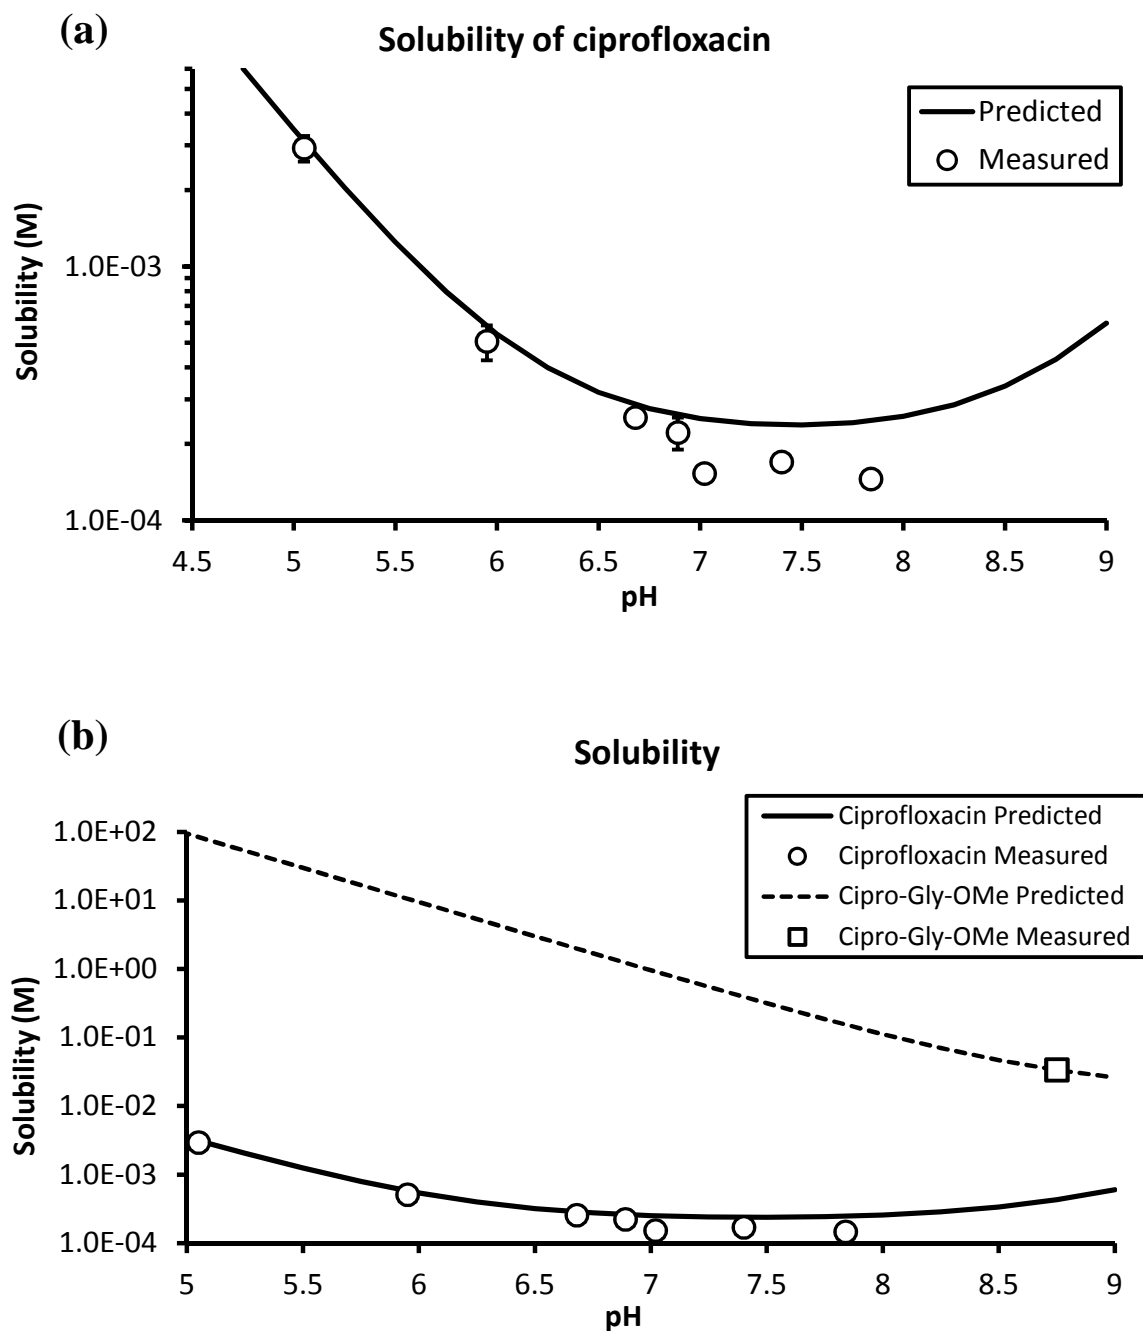 (a)
Solubility of ciprofloxacin
Predicted
Measured
Solubility (M)
1.0E-03
1.0E-04
4.5 5 5.5 6 6.5 7 7.5 8 8.5 9
pH
(b)
Solubility
Ciprofloxacin Predicted
Ciprofloxacin Measured
Cipro-Gly-OMe Predicted
Cipro-Gly-OMe Measured
Solubility (M)
1.0E+02
1.0E+01
1.0E+00
1.0E-01
1.0E-02
1.0E-03
1.0E-04
5 5.5 6 6.5 7 7.5 8 8.5 9
pH